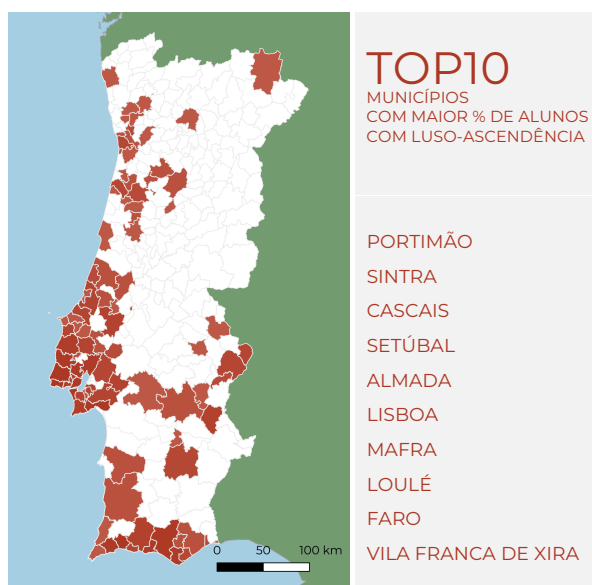 TOP10
MUNICÍPIOS
COM MAIOR % DE ALUNOS
COM LUSO-ASCENDÊNCIA
PORTIMÃO
SINTRA
CASCAIS
SETÚBAL
ALMADA
LISBOA
MAFRA
LOULÉ
FARO
VILA FRANCA DE XIRA
0 50 100 km